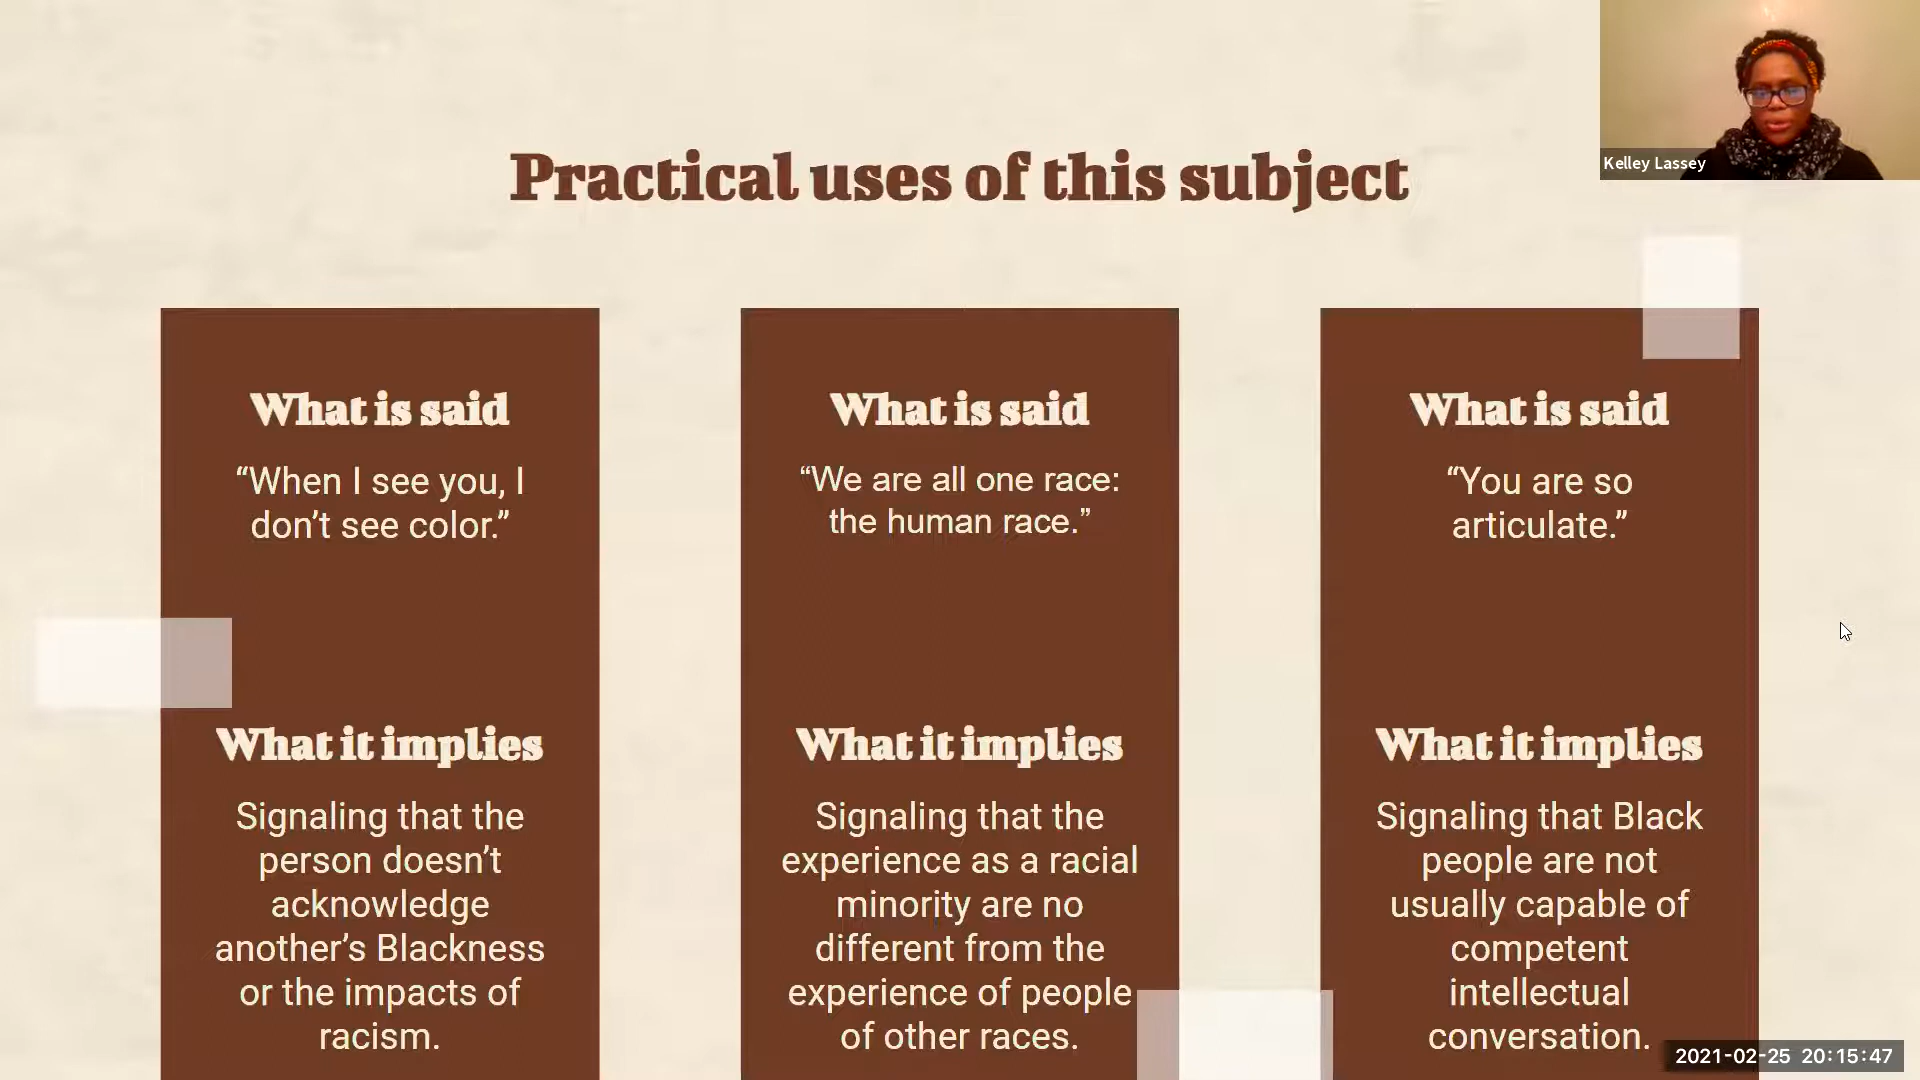 Kelley Lassey
Practical uses of this subject
What is said
“When I see you, I
don’t see color.”
What it implies
Signaling that the
person doesn’t
acknowledge
another’s Blackness
or the impacts of
racism.
What is said
“We are all one race:
the human race.”
What it implies
Signaling that the
experience as a racial
minority are no
different from the
experience of people
of other races.
What is said
“You are so
articulate.”
What it implies
Signaling that Black
people are not
usually capable of
competent
intellectual
conversation.
2021-02-25 20:15:47